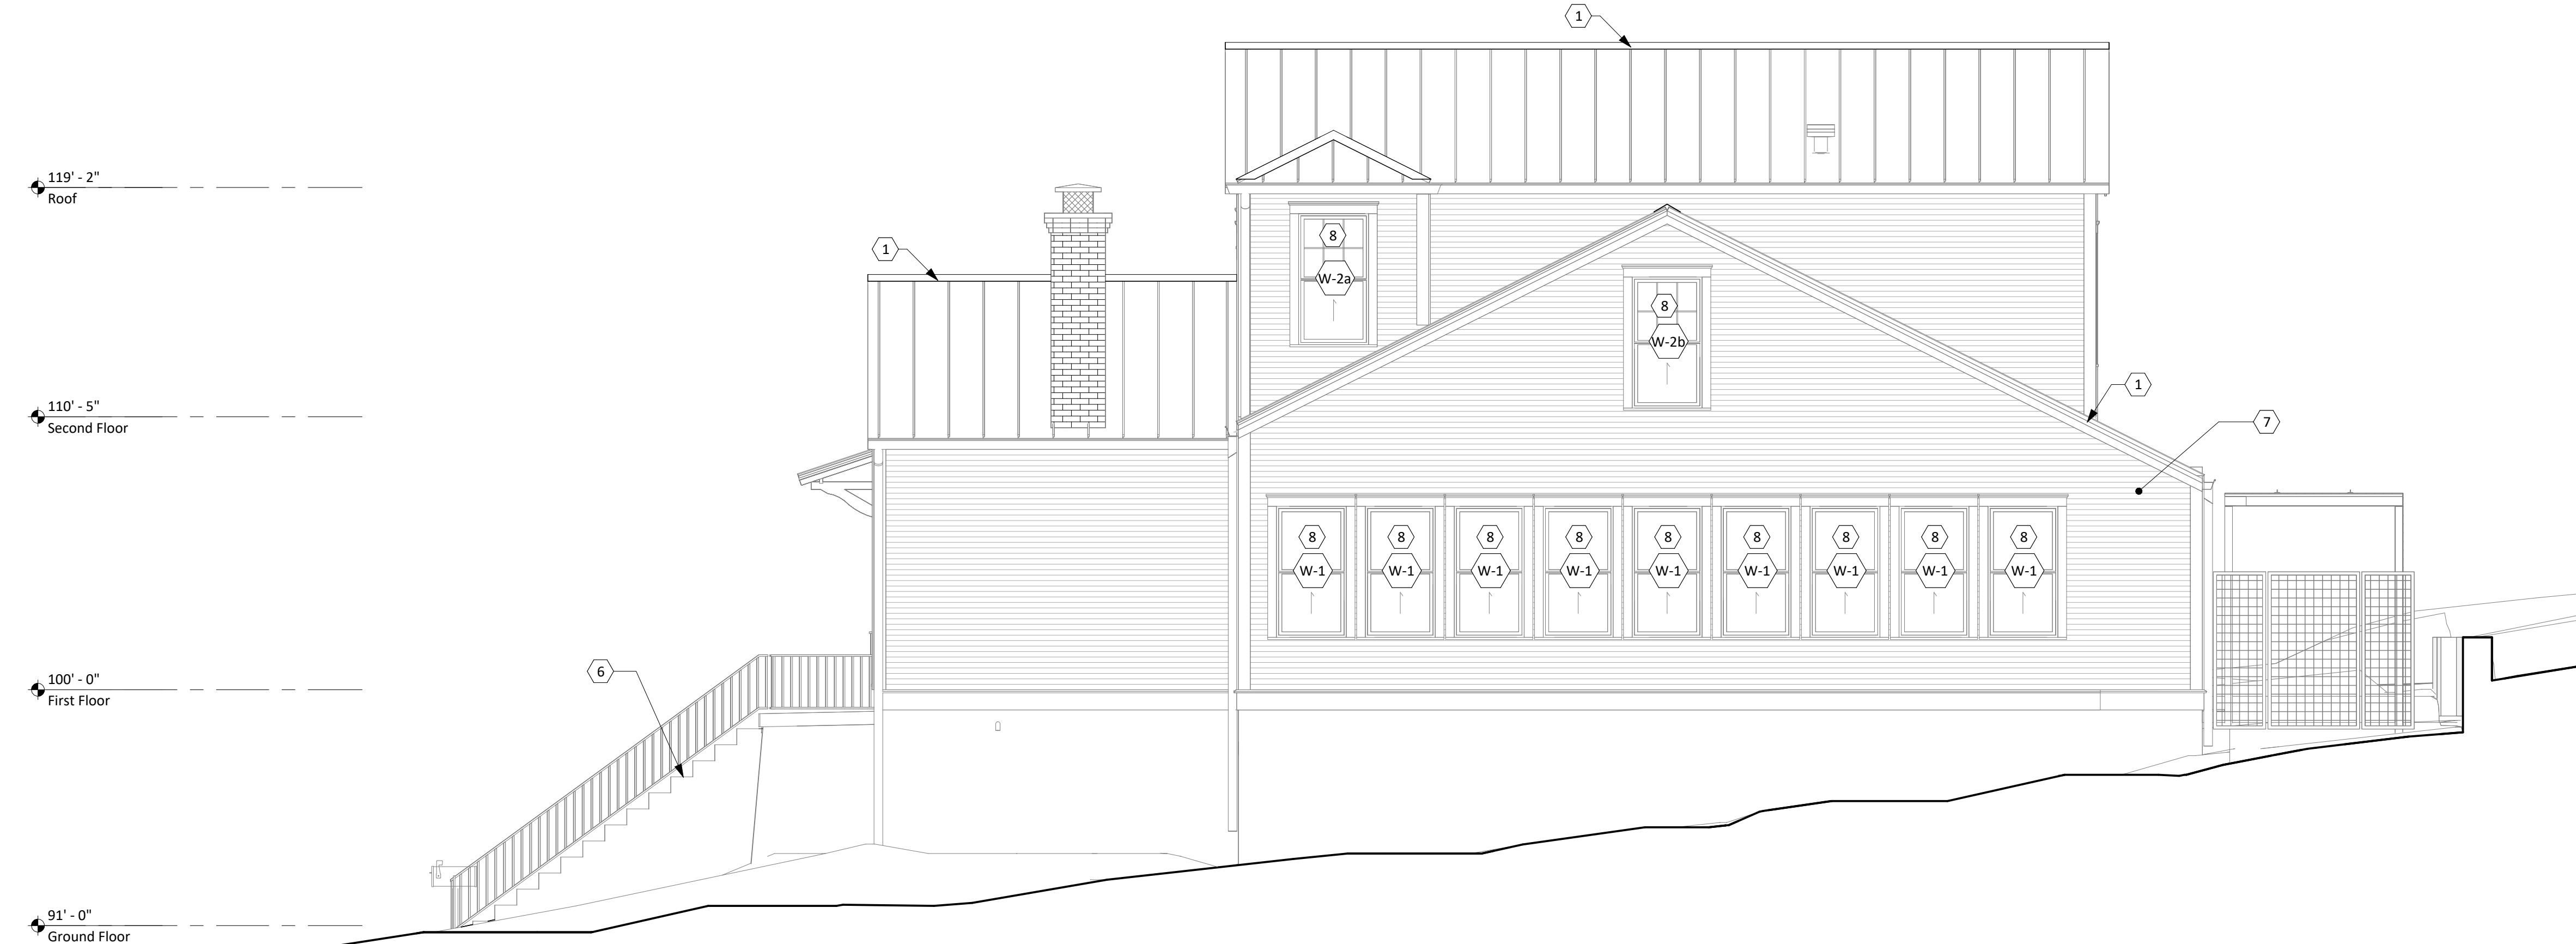 1
119' - 2"
Roof
8
1
W-2a
8
W-2b
1
110' - 5"
Second Floor
7
8 8 8 8 8 8 8 8 8
W-1 W-1 W-1 W-1 W-1 W-1 W-1 W-1 W-1
6
100' - 0"
First Floor
91' - 0"
Ground Floor